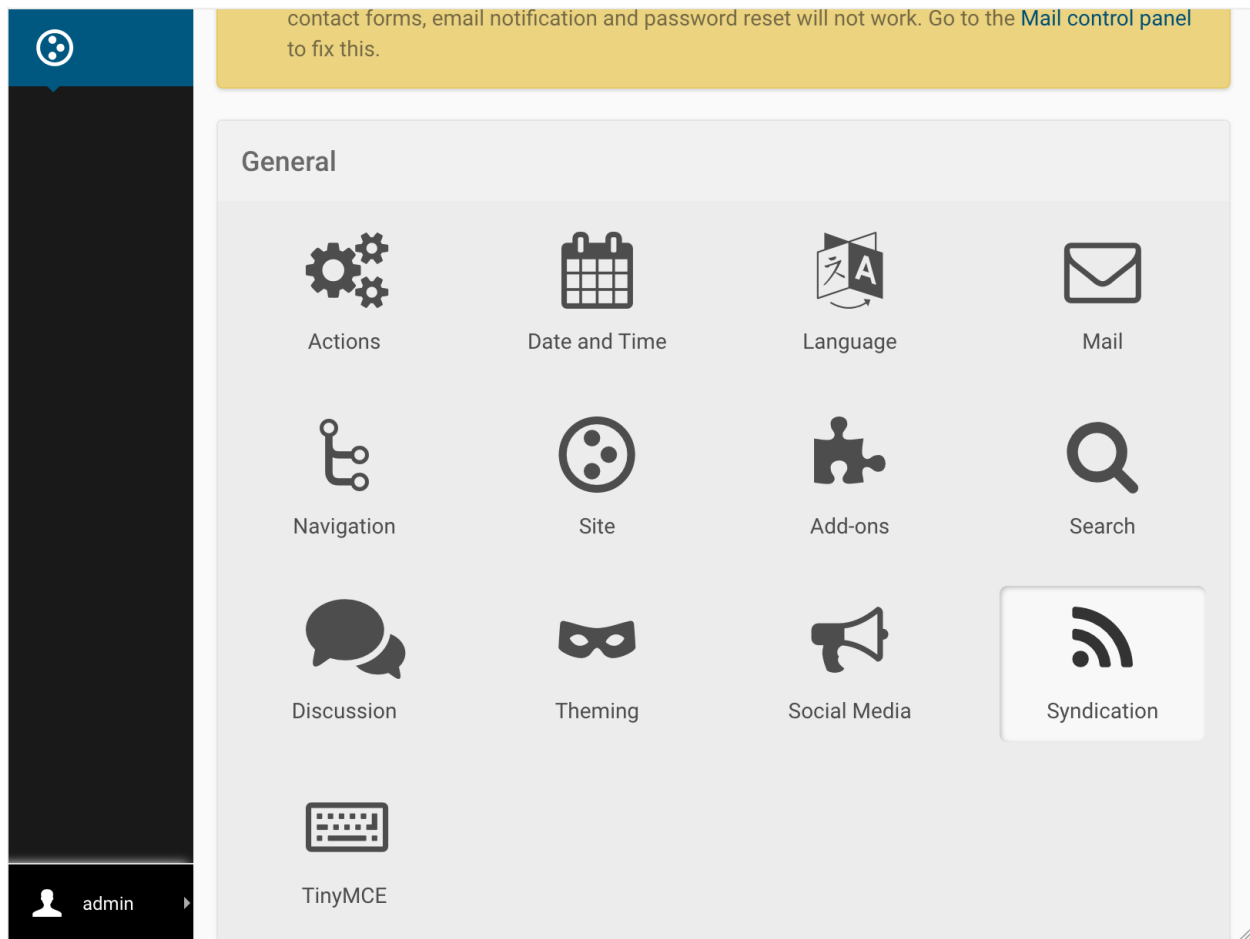 contact forms, email notification and password reset will not work. Go to the Mail control panel
to fix this.
General
Actions
Date and Time
Language
Mail
Navigation
Site
Add-ons
Search
Discussion
Theming
Social Media
Syndication
TinyMCE
admin